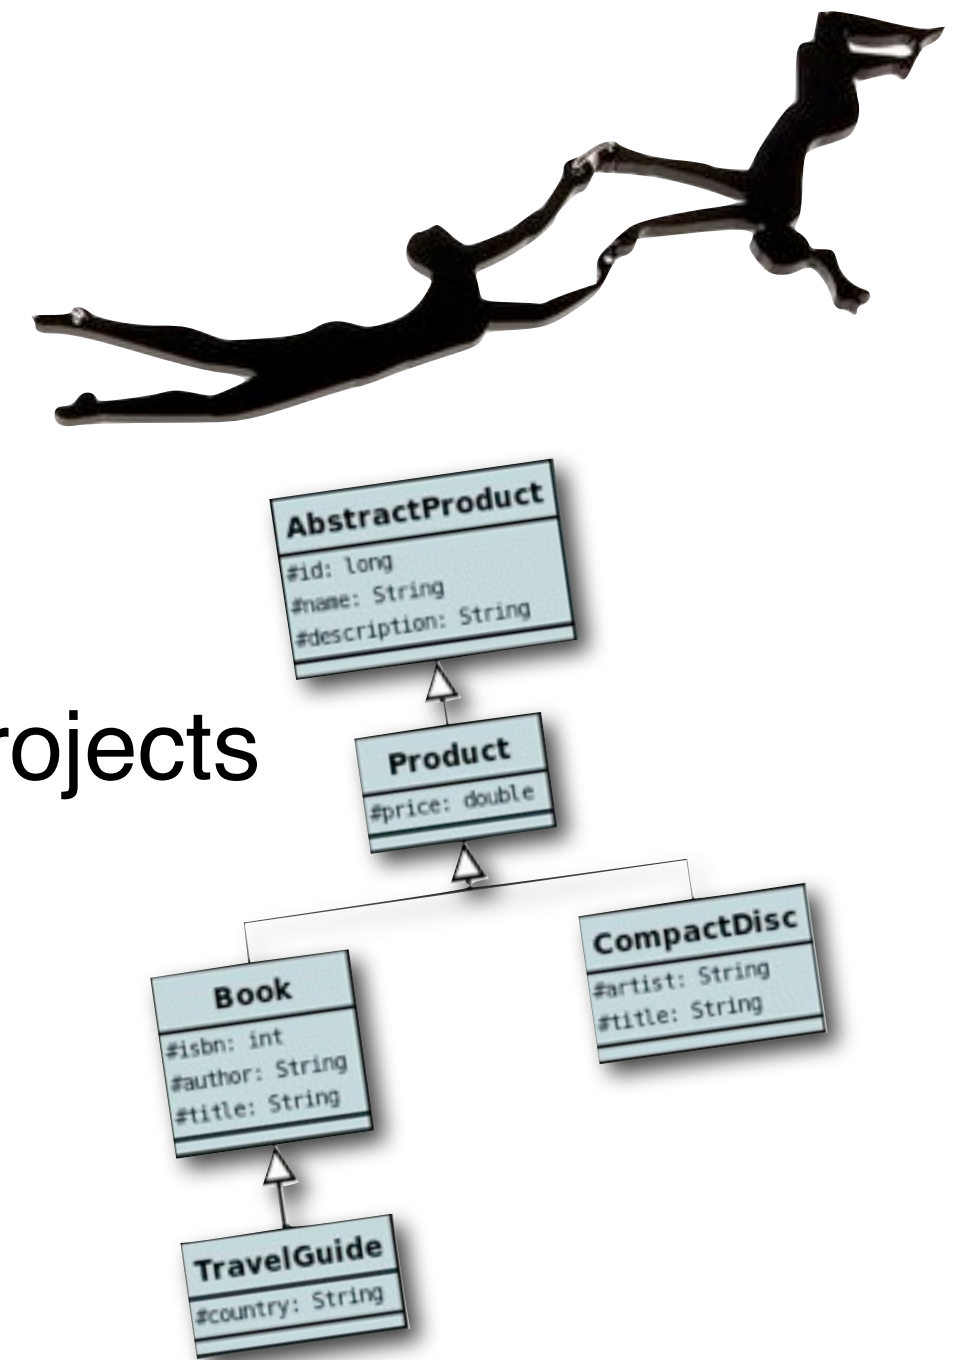 AbstractProduct
#id: long
#name: String
#description: String
rojects
Product
#price: double
CompactDisc
#artist: String
#title: String
Book
#isbn: int
#author: String
#title: String
TravelGuide
#country: String